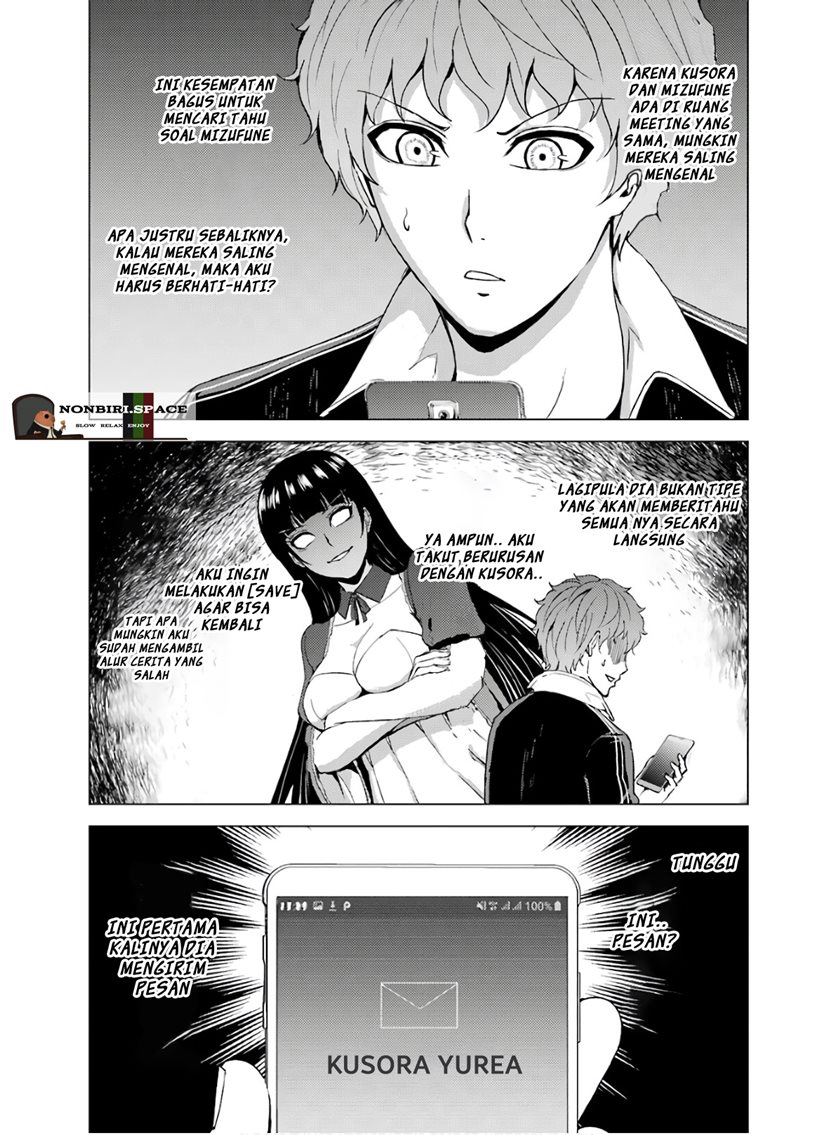 KARENA KUSORA
DAN MIZUFUNE
ADA DI RUANG
MEETING YANG
SAMA, MUNGKIN
MEREKA SALING
MENGENAL
INI KESEMPATAN
BAGUS UNTUK
MENCARI TAHU
SOAL MIZUFUNE
APA JUSTRU SEBALIKNYA,
KALAU MEREKA SALING
MENGENAL, MAKA AKU
HARUS BERHATI-HATI?
NONBIRI.SPACE
SLOW RELAX ENJOY
LAGIPULA DIA BUKAN TIPE
YANG AKAN MEMBERITAHU
SEMUA NYA SECARA
LANGSUNG
YA AMPUN.. AKU
TAKUT BERURUSAN
DENGAN KUSORA..
AKU INGIN
MELAKUKAN [SAVE]
AGAR BISA
KEMBALI
TAPI APA
MUNGKIN AKU
SUDAH MENGAMBIL
ALUR CERITA YANG
SALAH
TUNGGU
INI..
PESAN?
INI PERTAMA
KALINYA DIA
MENGIRIM
PESAN
100%
KUSORA YUREA